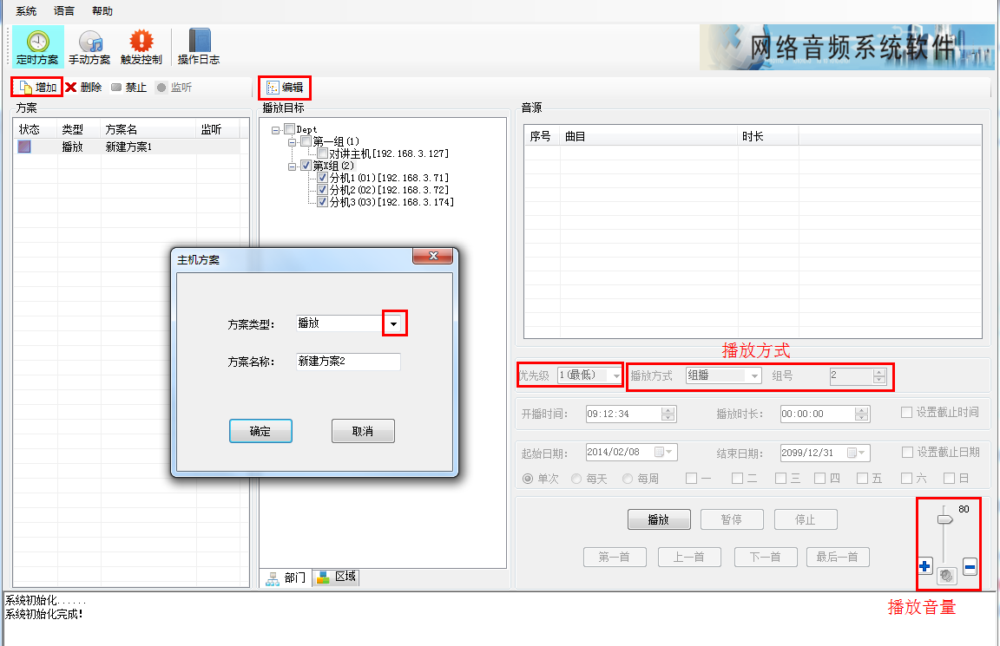 系统 语言 帮助
网络音频系统软件
定时方案 手动方案 触发控制 操作日志
增加 删除 禁止 监听 编辑
方案 播放目标 音源
状态 类型 方案名 监听
播放 新建方案1
Dept
第一组(1)
对讲主机[192.168.3.127]
第X组(2)
分机1(01)[192.168.3.71]
分机2(02)[192.168.3.72]
分机3(03)[192.168.3.174]
序号 曲目 时长
主机方案
方案类型： 播放
方案名称： 新建方案2
确定 取消
播放方式
优先级 1(最低) 播放方式 组播 组号 2
开播时间： 09:12:34 播放时长： 00:00:00 设置截止时间
起始日期： 2014/02/08 结束日期： 2099/12/31 设置截止日期
单次 每天 每周 一 二 三 四 五 六 日
播放 暂停 停止 80
第一首 上一首 下一首 最后一首
部门 区域
播放音量
系统初始化......
系统初始化完成!